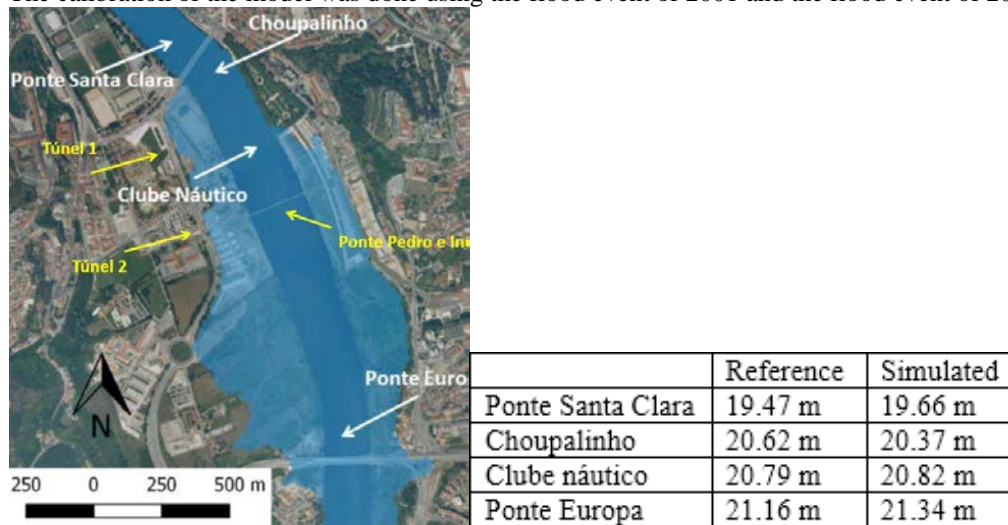 Choupalinho
Ponte Santa Clara
Túnel 1
Clube Náutico
Ponte Pedro e
Túnel 2
Ponte Euro
N
250 0 250 500 m
Reference Simulated
Ponte Santa Clara 19.47 m 19.66 m
Choupalinho 20.62 m 20.37 m
Clube náutico 20.79 m 20.82 m
Ponte Europa 21.16 m 21.34 m